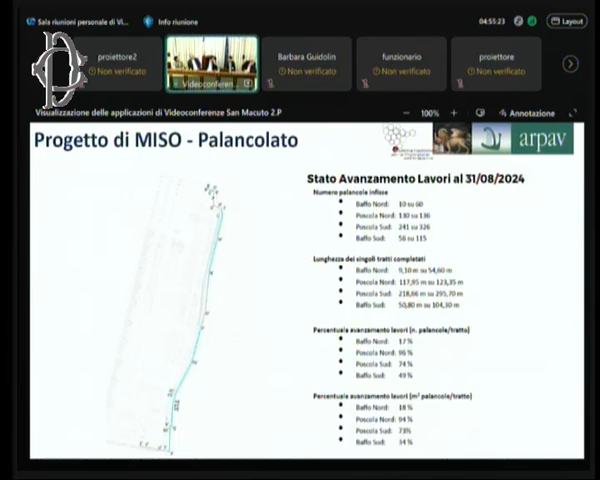 Sala riunioni personale di Vi...
Info riunione
04:55:23
Layout
proiettore2
Non verificato
Videoconferen...
Barbara Guidolin
Non verificato
funzionario
Non verificato
proiettore
Non verificato
Visualizzazione delle applicazioni di Videoconferenze San Macuto 2.P
100%
Annotazione
Progetto di MISO - Palancolato
arpav
Stato Avanzamento Lavori al 31/08/2024
Numero palancole infisse
Baffo Nord: 10 su 60
Poscola Nord: 130 su 136
Poscola Sud: 241 su 326
Baffo Sud: 56 su 115
Lunghezza dei singoli tratti completati
Baffo Nord: 9,10 m su 54,60 m
Poscola Nord: 117,95 m su 123,35 m
Poscola Sud: 218,66 m su 295,70 m
Baffo Sud: 50,80 m su 104,30 m
Percentuale avanzamento lavori (n. palancole/tratto)
Baffo Nord: 17 %
Poscola Nord: 96 %
Poscola Sud: 74 %
Baffo Sud: 49 %
Percentuale avanzamento lavori (m² palancole/tratto)
Baffo Nord: 18 %
Poscola Nord: 94 %
Poscola Sud: 73%
Baffo Sud: 34 %